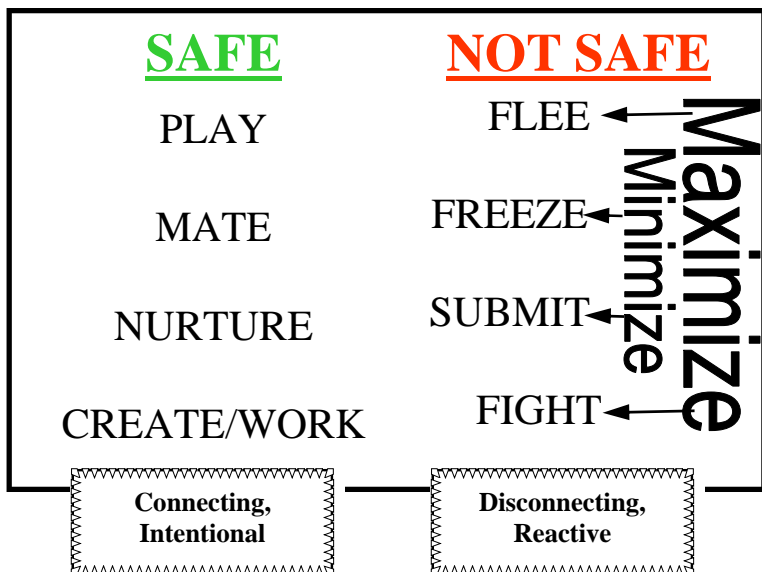 SAFE
PLAY
MATE
NURTURE
CREATE/WORK
Connecting,
Intentional
NOT SAFE
FLEE
FREEZE
SUBMIT
FIGHT
Minimize
Maximize
Disconnecting,
Reactive